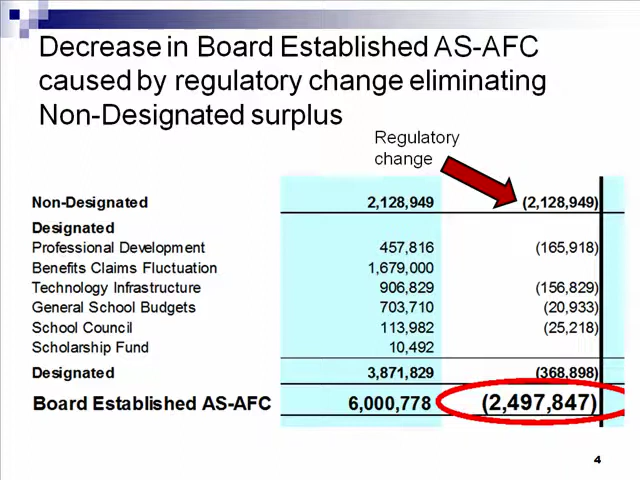 Decrease in Board Established AS-AFC
caused by regulatory change eliminating
Non-Designated surplus
Regulatory
change
Non-Designated 2,128,949 (2,128,949)
Designated
Professional Development 457,816 (165,918)
Benefits Claims Fluctuation 1,679,000
Technology Infrastructure 906,829 (156,829)
General School Budgets 703,710 (20,933)
School Council 113,982 (25,218)
Scholarship Fund 10,492
Designated 3,871,829 (368,898)
Board Established AS-AFC 6,000,778 (2,497,847)
4